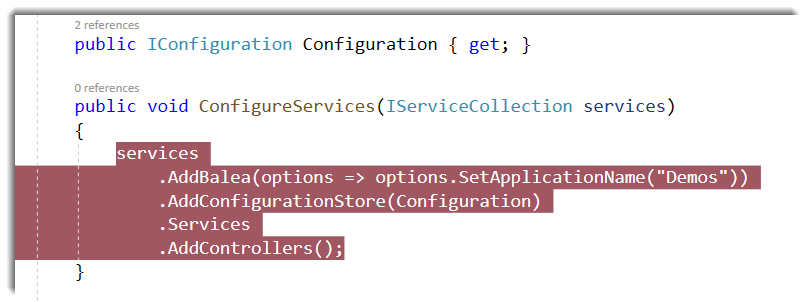 2 references
public IConfiguration Configuration { get; }
0 references
public void ConfigureServices(IServiceCollection services)
{
services
.AddBalea(options => options.SetApplicationName("Demos"))
.AddConfigurationStore(Configuration)
.Services
.AddControllers();
}